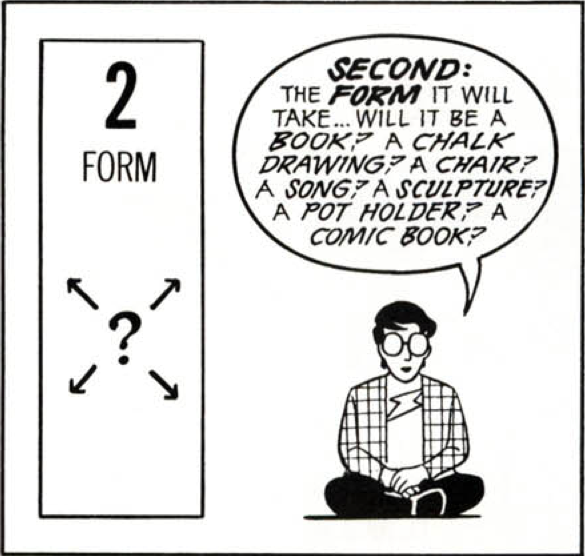 2
FORM
?
SECOND:
THE FORM IT WILL
TAKE...WILL IT BE A
BOOK? A CHALK
DRAWING? A CHAIR?
A SONG? A SCULPTURE?
A POT HOLDER? A
COMIC BOOK?